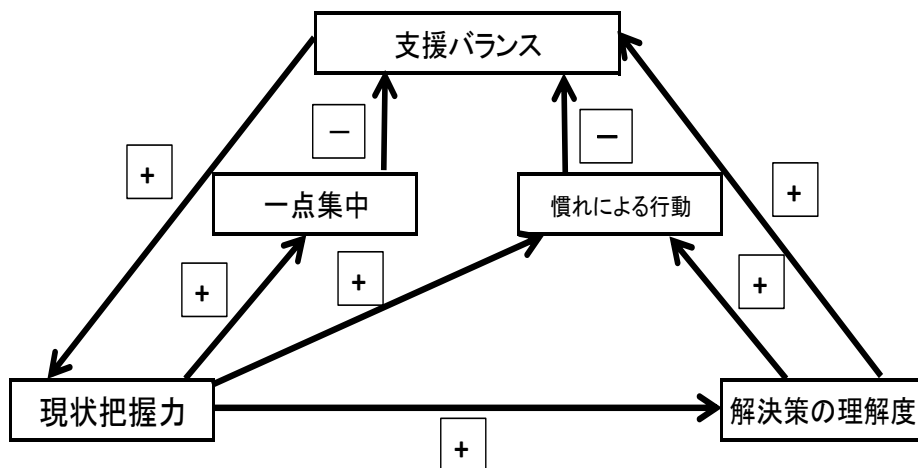 支援バランス
－
－
+
一点集中
慣れによる行動
+
+
+
+
現状把握力
解決策の理解度
+